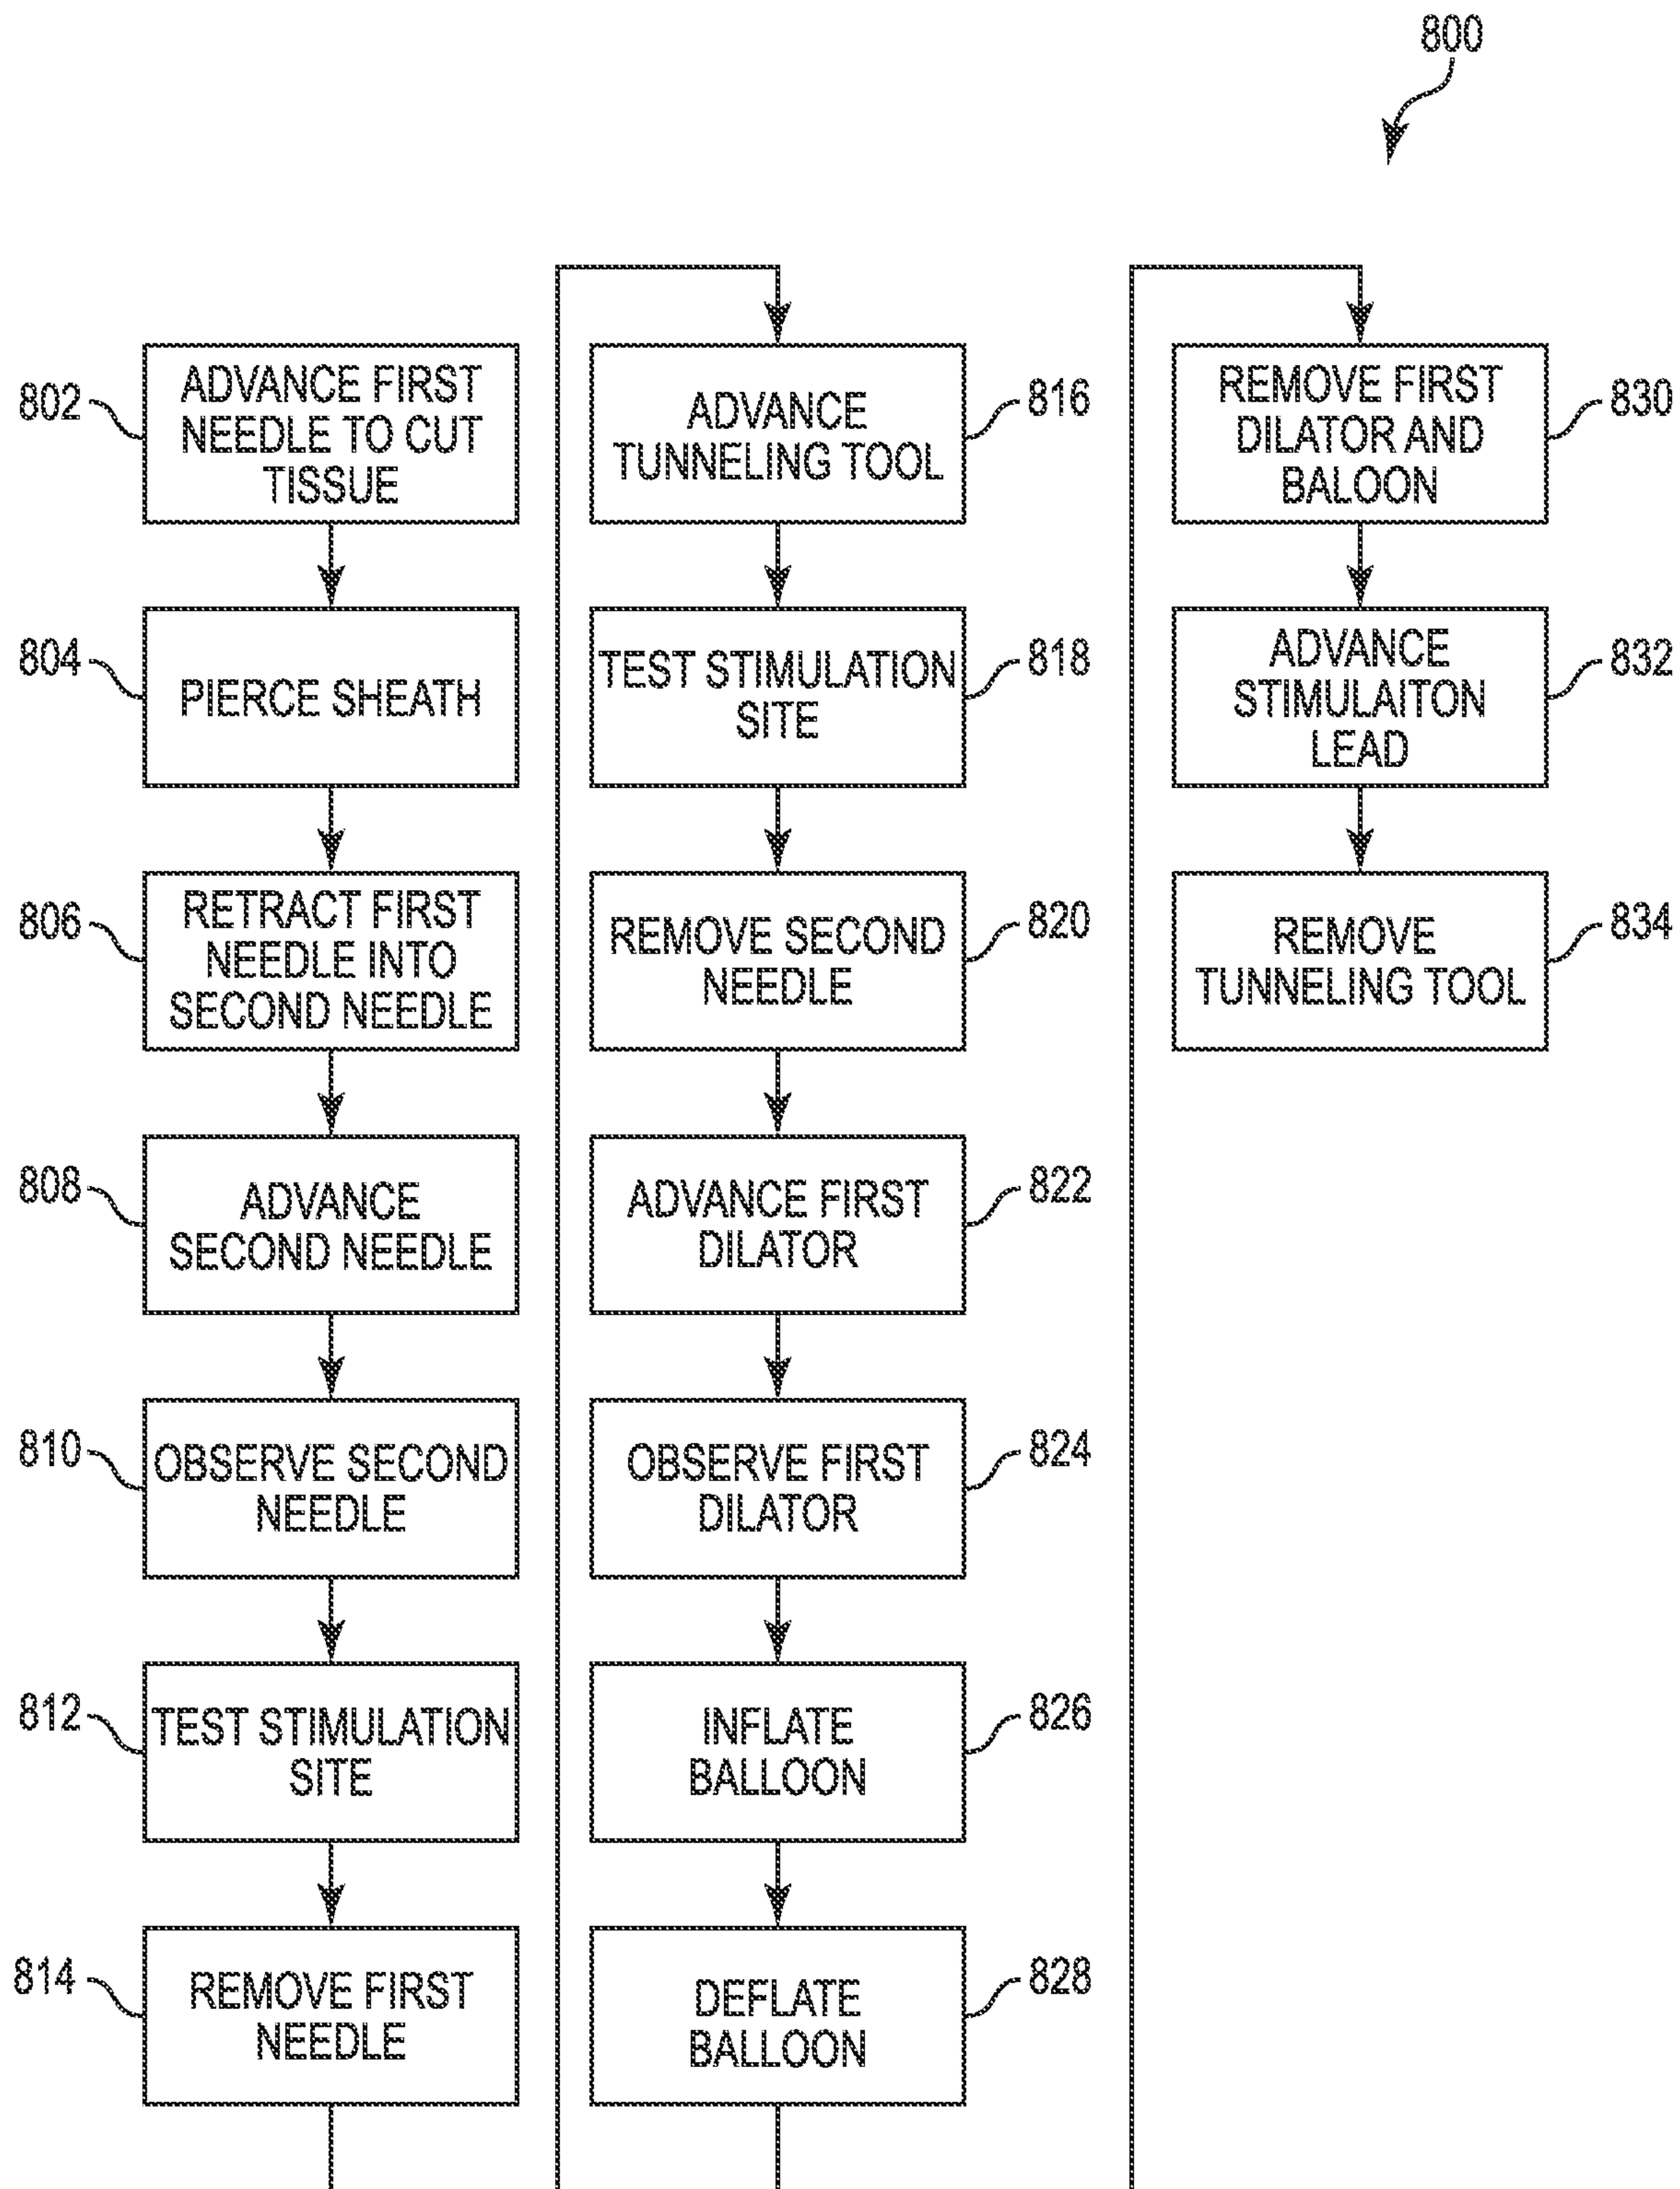 800
802
ADVANCE FIRST
NEEDLE TO CUT
TISSUE
804
PIERCE SHEATH
806
RETRACT FIRST
NEEDLE INTO
SECOND NEEDLE
808
ADVANCE
SECOND NEEDLE
810
OBSERVE SECOND
NEEDLE
812
TEST STIMULATION
SITE
814
REMOVE FIRST
NEEDLE
ADVANCE
TUNNELING TOOL
816
TEST STIMULATION
SITE
818
REMOVE SECOND
NEEDLE
820
ADVANCE FIRST
DILATOR
822
OBSERVE FIRST
DILATOR
824
INFLATE
BALLOON
826
DEFLATE
BALLOON
828
REMOVE FIRST
DILATOR AND
BALOON
830
ADVANCE
STIMULAITON
LEAD
832
REMOVE
TUNNELING TOOL
834